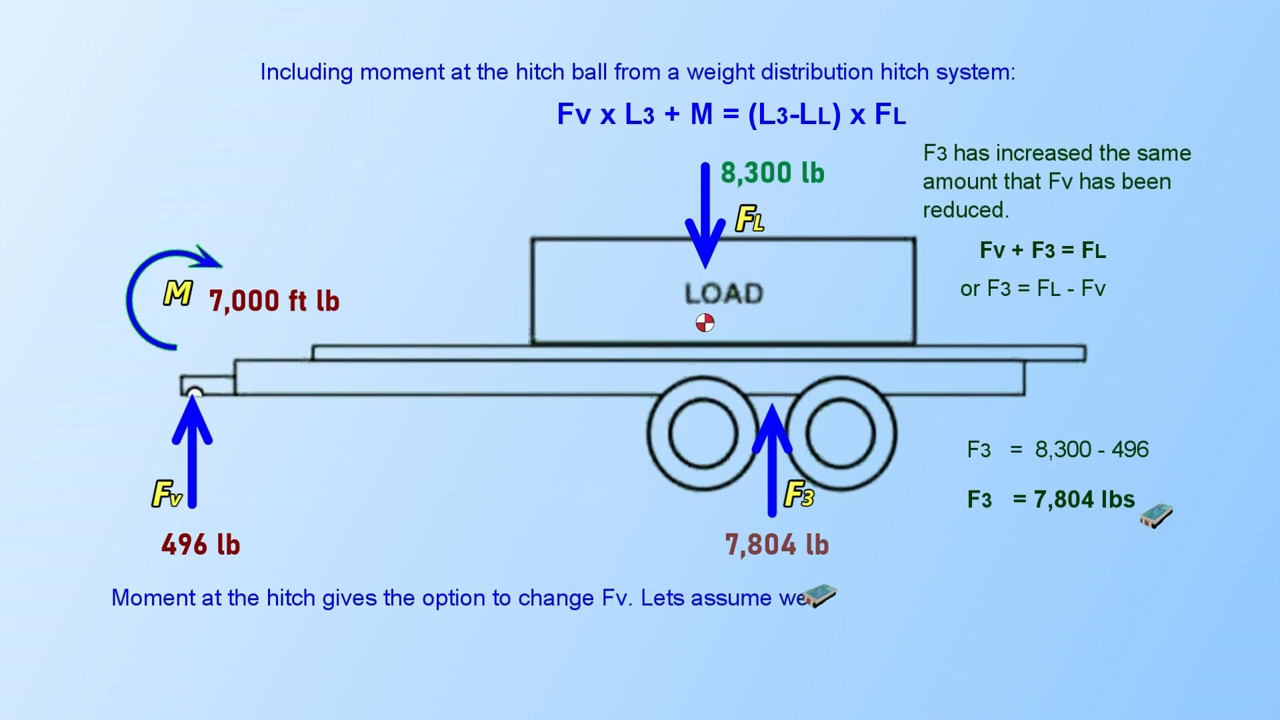 Including moment at the hitch ball from a weight distribution hitch system:
Fv x L3 + M = (L3-LL) x FL
F3 has increased the same
amount that Fv has been
reduced.
8,300 lb
FL
Fv + F3 = FL
or F3 = FL - Fv
M 7,000 ft lb
LOAD
F3 = 8,300 - 496
Fv
F3
F3 = 7,804 lbs
496 lb
7,804 lb
Moment at the hitch gives the option to change Fv. Lets assume we